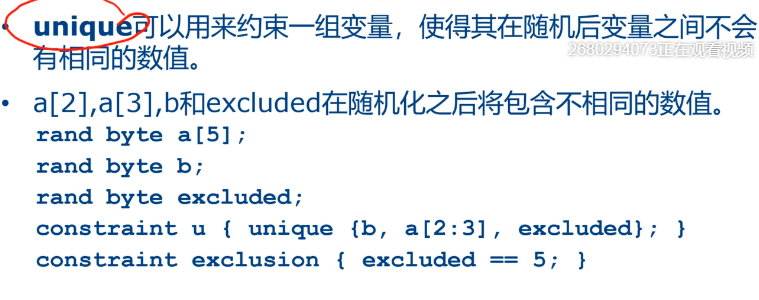 • unique可以用来约束一组变量，使得其在随机后变量之间不会
有相同的数值。
2680294073正在观看视频
• a[2],a[3],b和excluded在随机化之后将包含不相同的数值。
rand byte a[5];
rand byte b;
rand byte excluded;
constraint u { unique {b, a[2:3], excluded}; }
constraint exclusion { excluded == 5; }